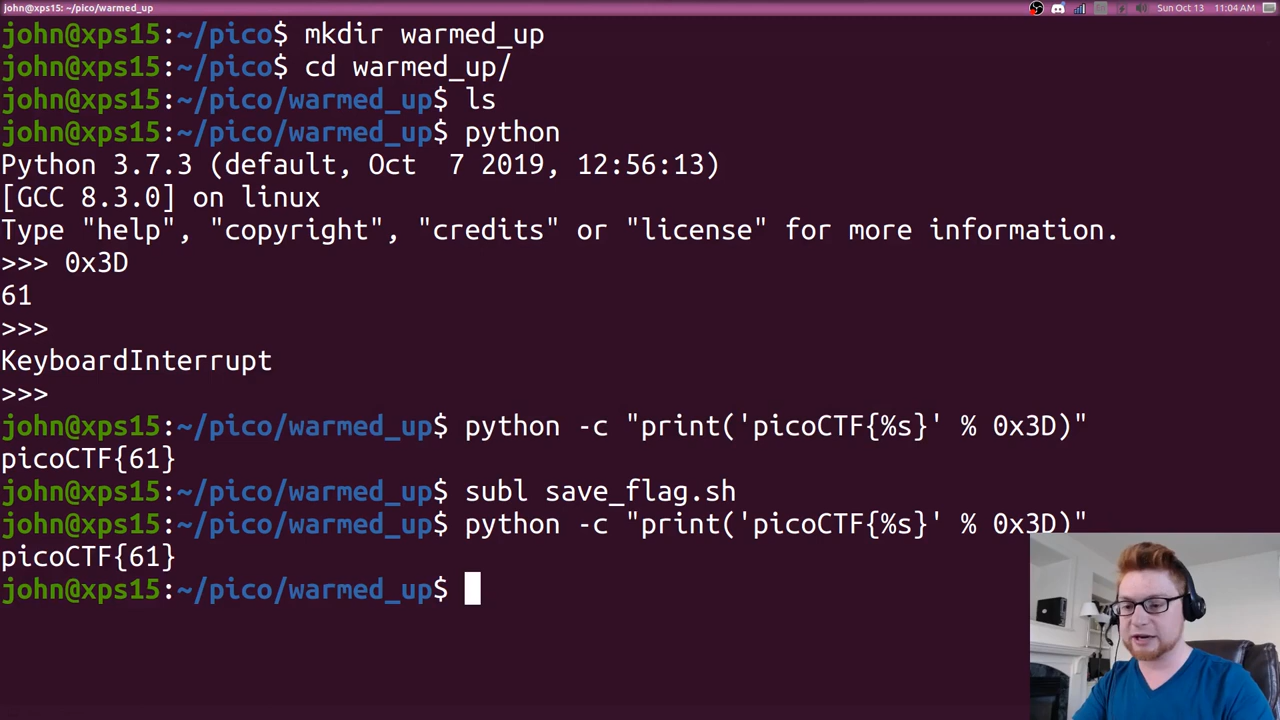 john@xps15: ~/pico/warmed_up
Sun Oct 13 11:04 AM
john@xps15:~/pico$ mkdir warmed_up
john@xps15:~/pico$ cd warmed_up/
john@xps15:~/pico/warmed_up$ ls
john@xps15:~/pico/warmed_up$ python
Python 3.7.3 (default, Oct  7 2019, 12:56:13)
[GCC 8.3.0] on linux
Type "help", "copyright", "credits" or "license" for more information.
>>> 0x3D
61
>>>
KeyboardInterrupt
>>>
john@xps15:~/pico/warmed_up$ python -c "print('picoCTF{%s}' % 0x3D)"
picoCTF{61}
john@xps15:~/pico/warmed_up$ subl save_flag.sh
john@xps15:~/pico/warmed_up$ python -c "print('picoCTF{%s}' % 0x3D)"
picoCTF{61}
john@xps15:~/pico/warmed_up$